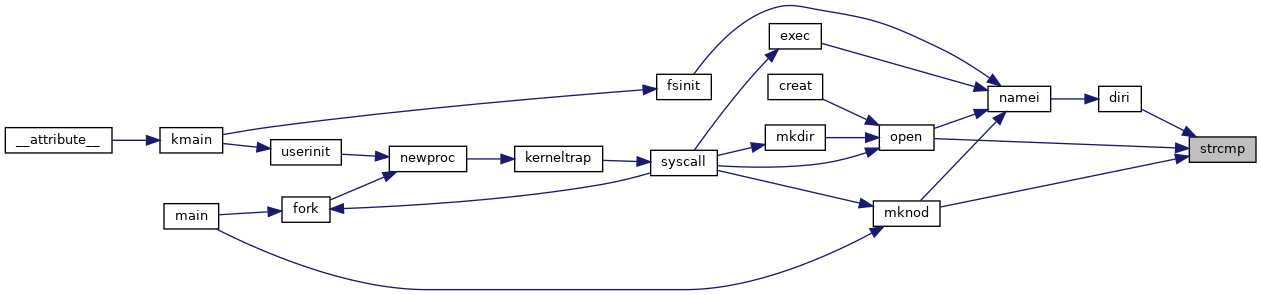 exec
creat
fsinit
namei
diri
__attribute__
kmain
mkdir
open
userinit
strcmp
newproc
kerneltrap
syscall
main
fork
mknod